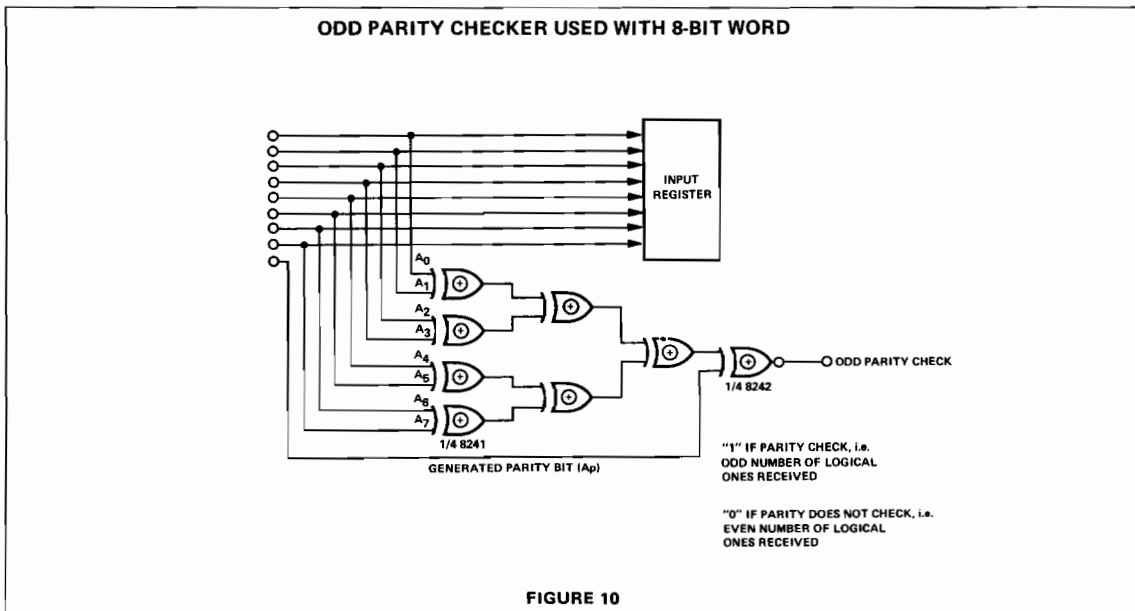 ODD PARITY CHECKER USED WITH 8-BIT WORD
INPUT
REGISTER
A0
A1
A2
A3
A4
A5
A6
A7
1/4 8241
GENERATED PARITY BIT (Ap)
1/4 8242
ODD PARITY CHECK
"1" IF PARITY CHECK, i.e.
ODD NUMBER OF LOGICAL
ONES RECEIVED
"0" IF PARITY DOES NOT CHECK, i.e.
EVEN NUMBER OF LOGICAL
ONES RECEIVED
FIGURE 10